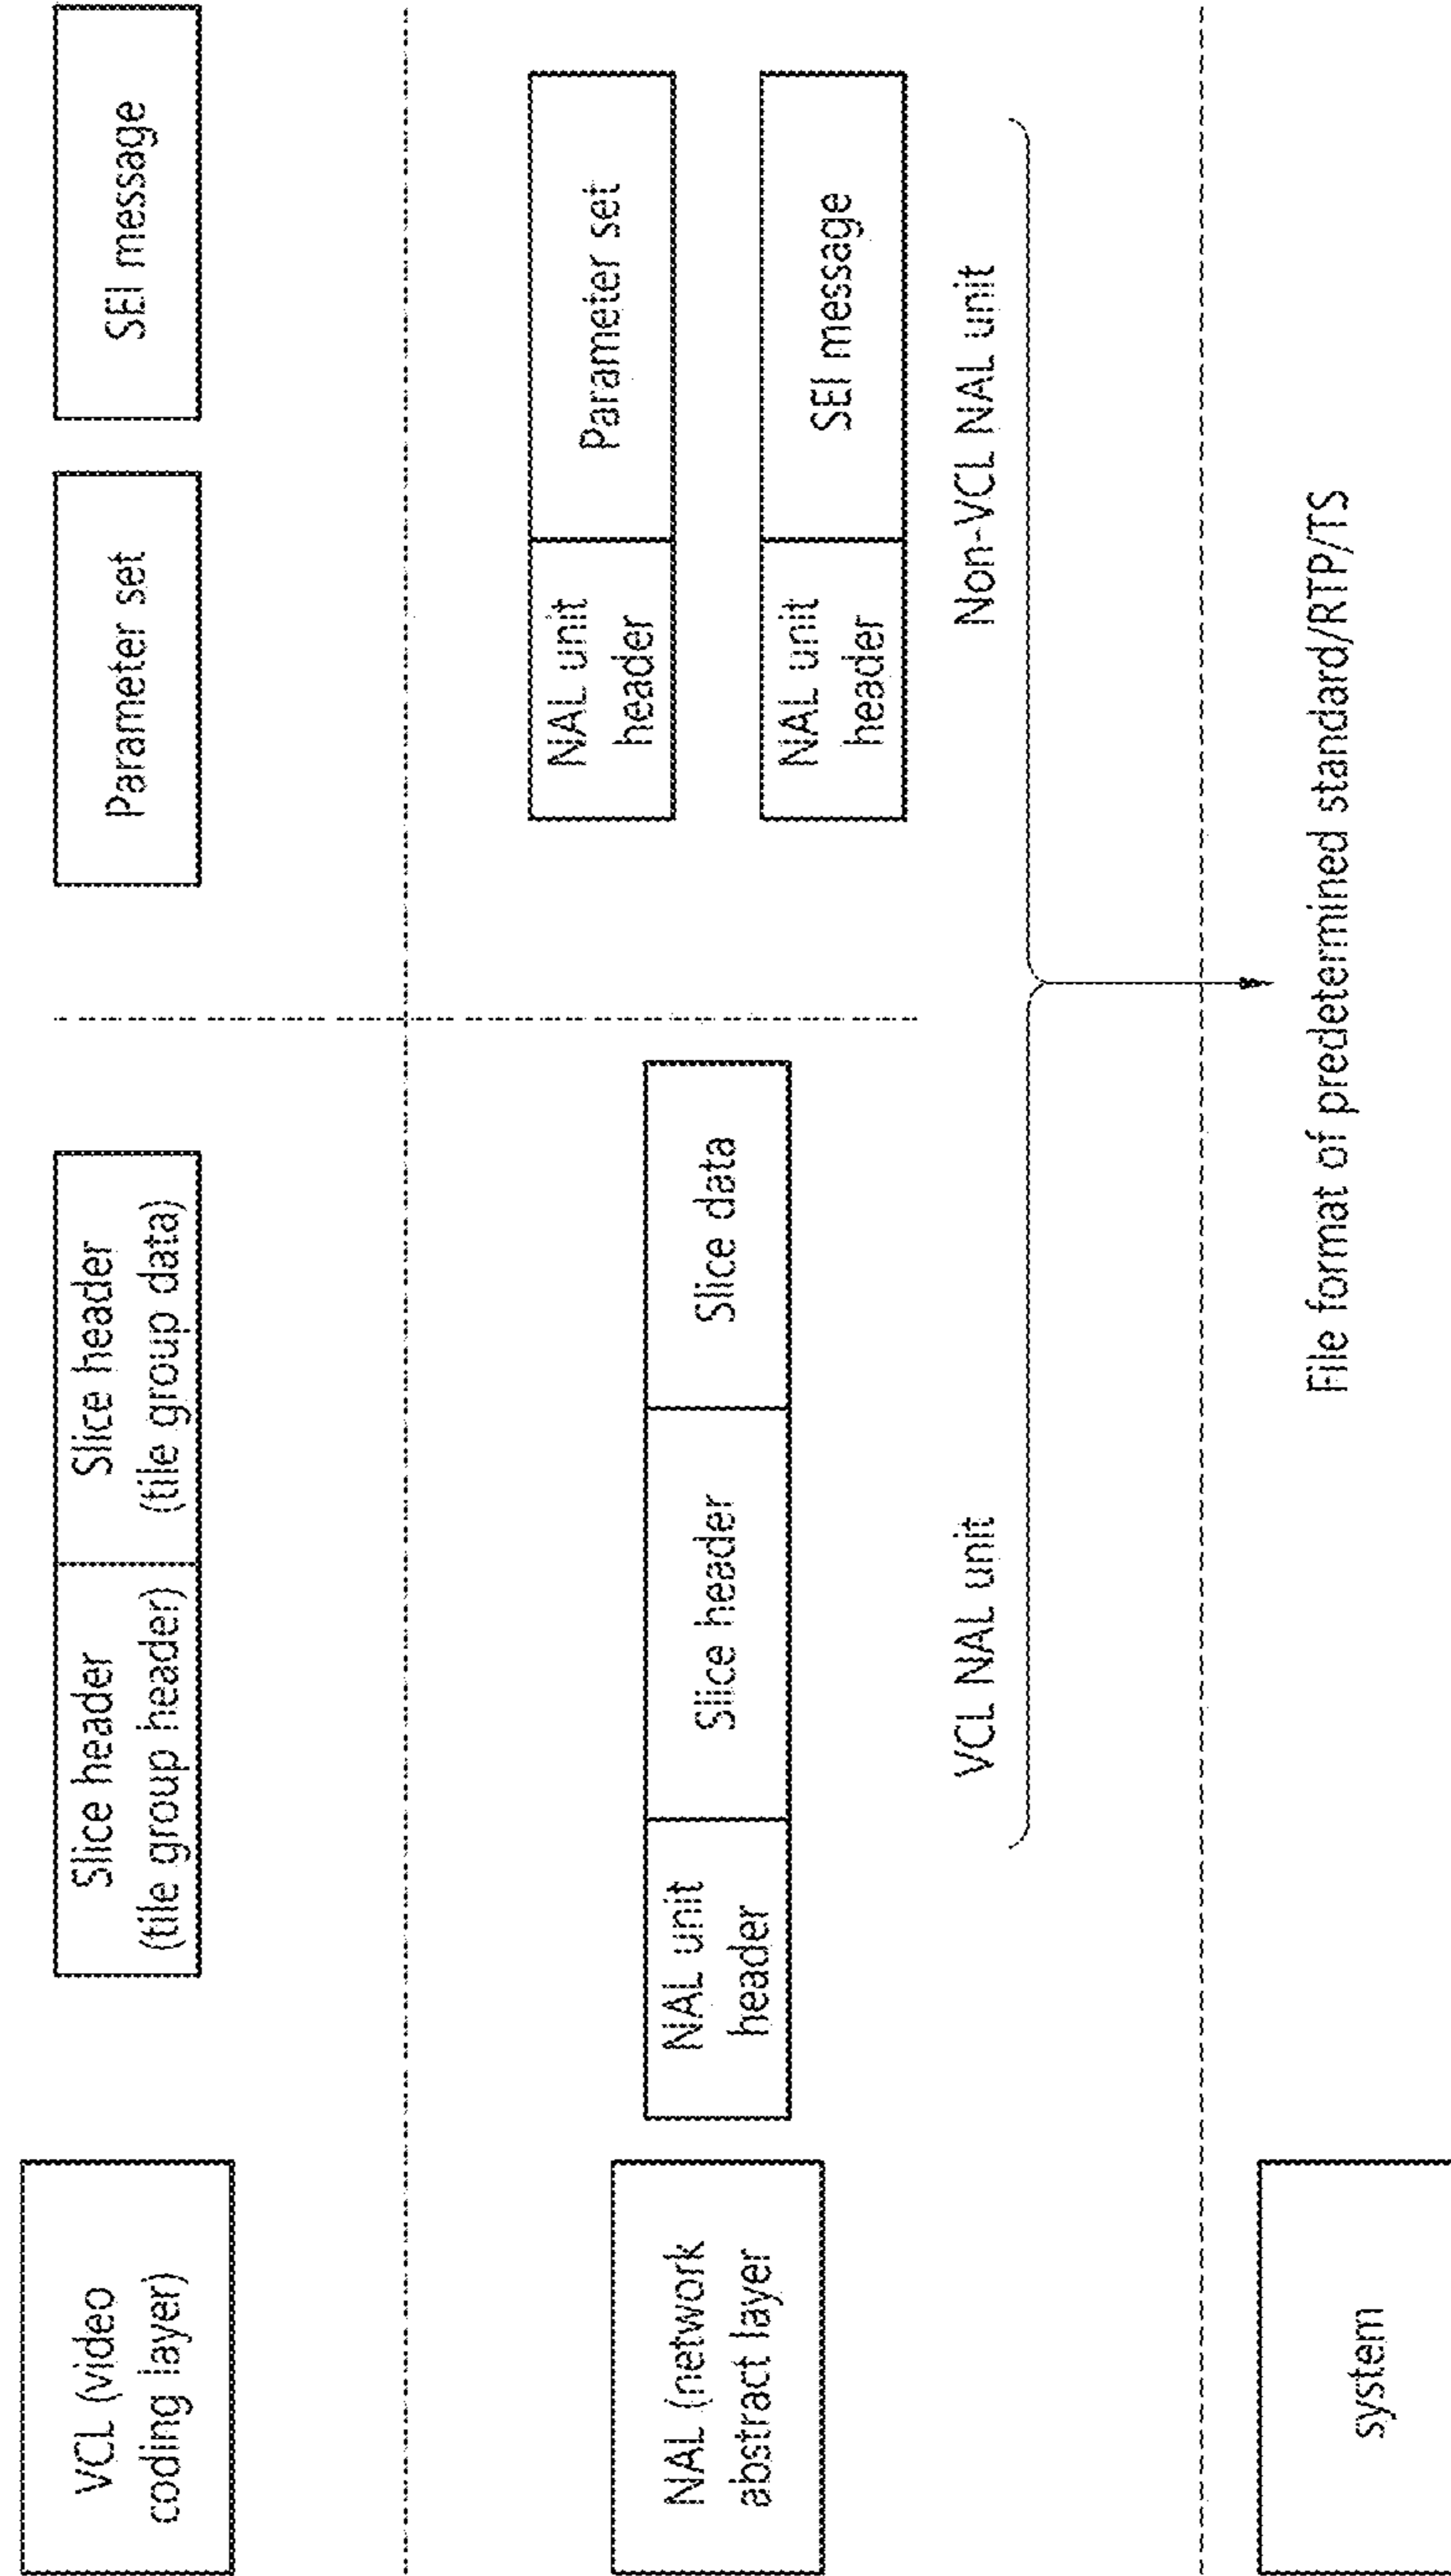 VCL (video
coding layer)
Slice header
(tile group header)
Slice header
(tile group data)
Parameter set
SEI message
NAL (network
abstract layer
NAL unit
header
Slice header
Slice data
NAL unit
header
Parameter set
NAL unit
header
SEI message
VCL NAL unit
Non-VCL NAL unit
system
File format of predetermined standard/RTP/TS